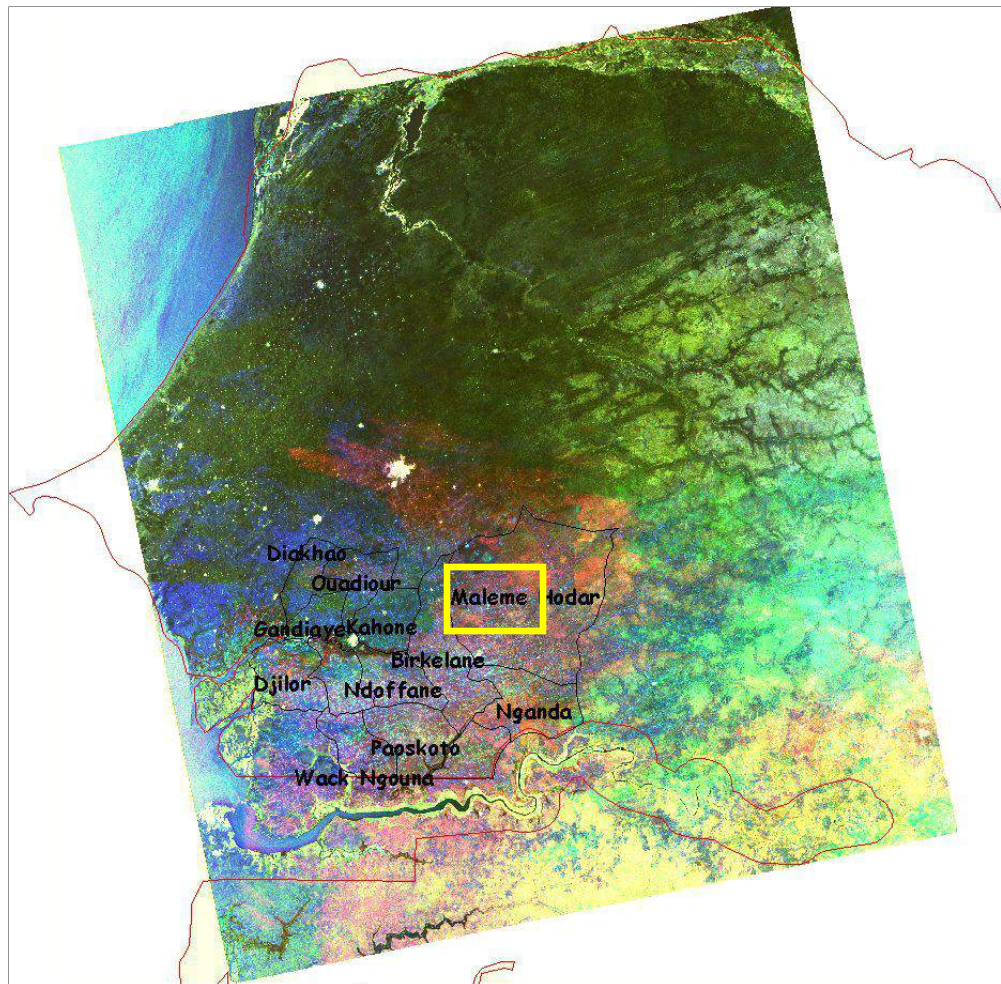 Diakhao
Ouadiour
Maleme Hodar
Gandiaye
Kahone
Birkelane
Djilor
Ndoffane
Nganda
Paoskoto
Wack Ngouna